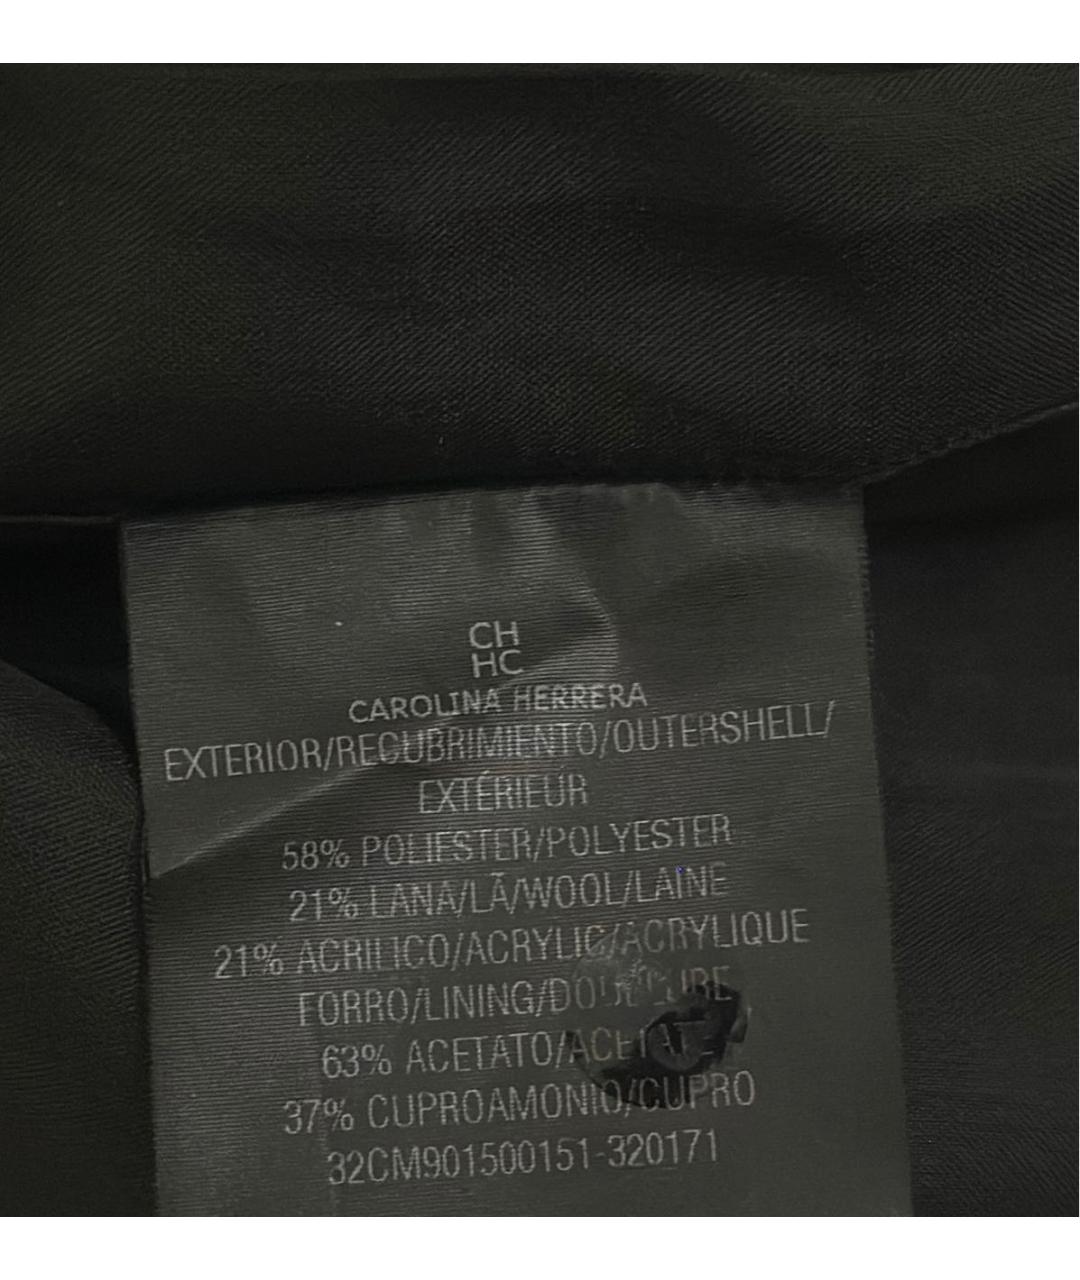 CH
HC
CAROLINA HERRERA
EXTERIOR/RECUBRIMIENTO/OUTERSHELL/
EXTÉRIEUR
58% POLIESTER/POLYESTER
21% LANA/LÃ/WOOL/LAINE
21% ACRILICO/ACRYLIC/ACRYLIQUE
FORRO/LINING/DOUBLURE
63% ACETATO/
37% CUPROAMONIO/CUPRO
32CM901500151-320171